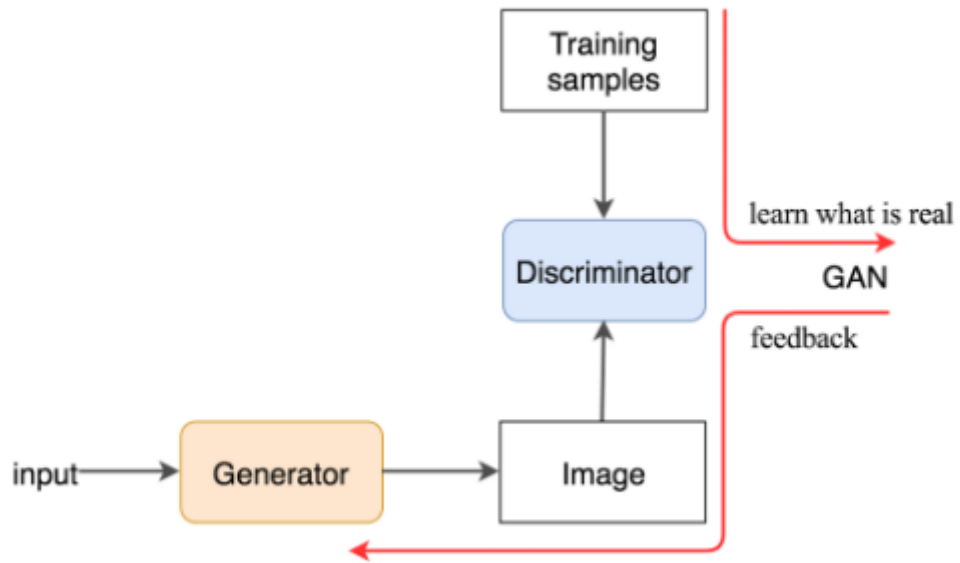 Training
samples
learn what is real
Discriminator
GAN
feedback
input
Generator
Image